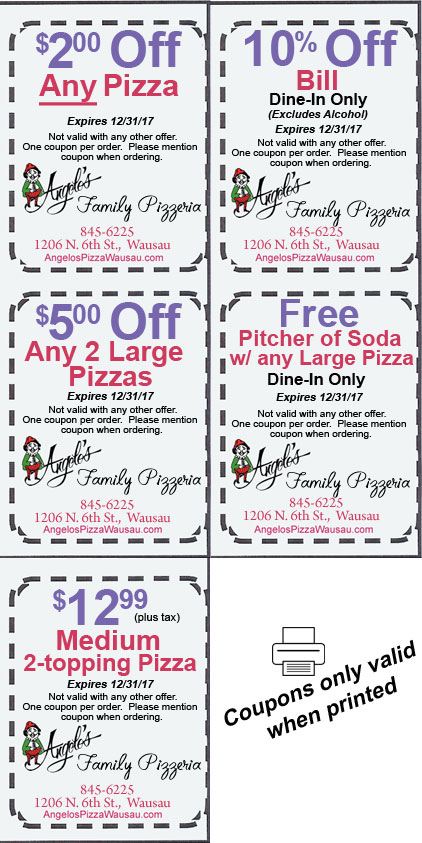 $2.00 Off
Any Pizza
Expires 12/31/17
Not valid with any other offer.
One coupon per order.  Please mention
coupon when ordering.
Angelo's
Family Pizzeria
845-6225
1206 N. 6th St.,  Wausau
AngelosPizzaWausau.com
10% Off
Bill
Dine-In Only
(Excludes Alcohol)
Expires 12/31/17
Not valid with any other offer.
One coupon per order.  Please mention
coupon when ordering.
Angelo's
Family Pizzeria
845-6225
1206 N. 6th St.,  Wausau
AngelosPizzaWausau.com
$5.00 Off
Any 2 Large
Pizzas
Expires 12/31/17
Not valid with any other offer.
One coupon per order.  Please mention
coupon when ordering.
Angelo's
Family Pizzeria
845-6225
1206 N. 6th St.,  Wausau
AngelosPizzaWausau.com
Free
Pitcher of Soda
w/ any Large Pizza
Dine-In Only
Expires 12/31/17
Not valid with any other offer.
One coupon per order.  Please mention
coupon when ordering.
Angelo's
Family Pizzeria
845-6225
1206 N. 6th St.,  Wausau
AngelosPizzaWausau.com
$12.99
(plus tax)
Medium
2-topping Pizza
Expires 12/31/17
Not valid with any other offer.
One coupon per order.  Please mention
coupon when ordering.
Angelo's
Family Pizzeria
845-6225
1206 N. 6th St.,  Wausau
AngelosPizzaWausau.com
Coupons only valid
when printed